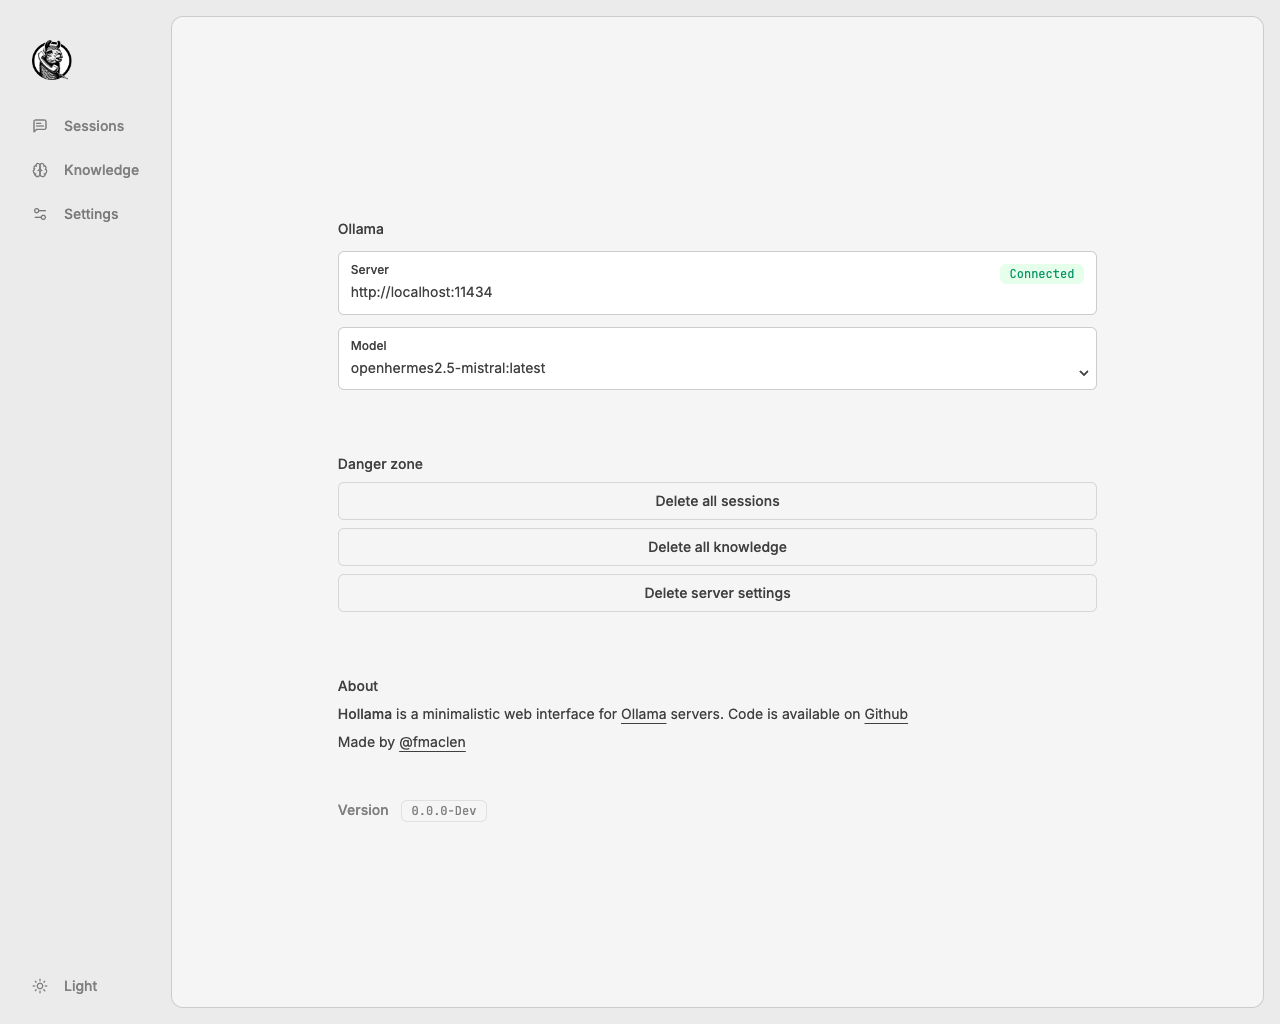 Sessions
Knowledge
Settings
Ollama
Server
Connected
http://localhost:11434
Model
openhermes2.5-mistral:latest
Danger zone
Delete all sessions
Delete all knowledge
Delete server settings
About
Hollama is a minimalistic web interface for Ollama servers. Code is available on Github
Made by @fmaclen
Version 0.0.0-Dev
Light